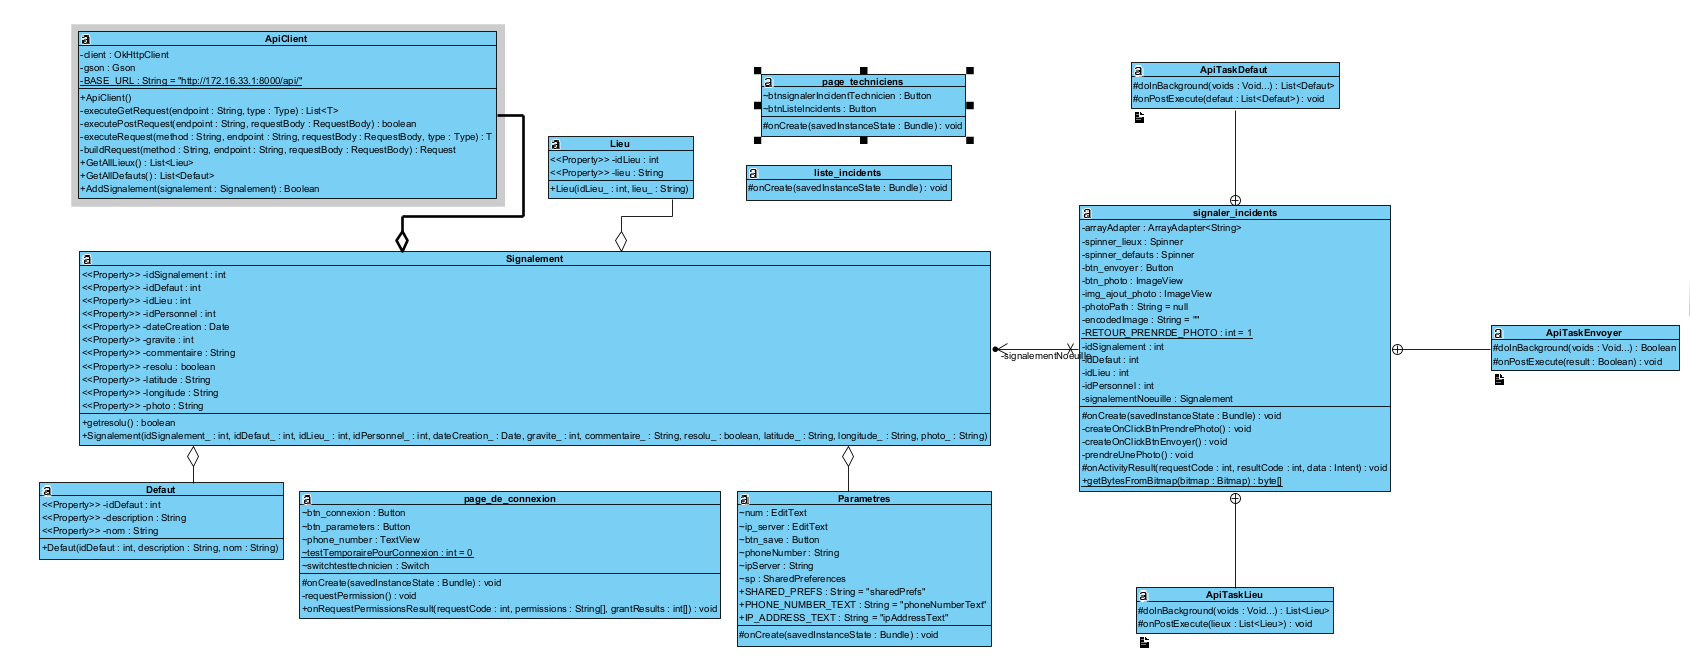 ApiClient
-client : OkHttpClient
-gson : Gson
-BASE_URL : String = "http://172.16.33.1:8000/api/"
+ApiClient()
-executeGetRequest(endpoint : String, type : Type) : List<T>
-executePostRequest(endpoint : String, requestBody : RequestBody) : boolean
-executeRequest(method : String, endpoint : String, requestBody : RequestBody, type : Type) : T
-buildRequest(method : String, endpoint : String, requestBody : RequestBody) : Request
+GetAllLieux() : List<Lieu>
+GetAllDefauts() : List<Defaut>
+AddSignalement(signalement : Signalement) : Boolean
Lieu
<<Property>> -idLieu : int
<<Property>> -lieu : String
+Lieu(idLieu_ : int, lieu_ : String)
page_techniciens
~btnsignalerIncidentTechnicien : Button
~btnListeIncidents : Button
#onCreate(savedInstanceState : Bundle) : void
liste_incidents
#onCreate(savedInstanceState : Bundle) : void
ApiTaskDefaut
#doInBackground(voids : Void...) : List<Defaut>
#onPostExecute(defaut : List<Defaut>) : void
signaler_incidents
-arrayAdapter : ArrayAdapter<String>
-spinner_lieux : Spinner
-spinner_defauts : Spinner
-btn_envoyer : Button
-btn_photo : ImageView
-img_ajout_photo : ImageView
-photoPath : String = null
-encodedImage : String = ""
-RETOUR_PRENRDE_PHOTO : int = 1
-idSignalement : int
-idDefaut : int
-idLieu : int
-idPersonnel : int
-signalementNoeuille : Signalement
#onCreate(savedInstanceState : Bundle) : void
-createOnClickBtnPrendrePhoto() : void
-createOnClickBtnEnvoyer() : void
-prendreUnePhoto() : void
#onActivityResult(requestCode : int, resultCode : int, data : Intent) : void
+getBytesFromBitmap(bitmap : Bitmap) : byte[]
-signalementNoeuille
ApiTaskEnvoyer
#doInBackground(voids : Void...) : Boolean
#onPostExecute(result : Boolean) : void
Signalement
<<Property>> -idSignalement : int
<<Property>> -idDefaut : int
<<Property>> -idLieu : int
<<Property>> -idPersonnel : int
<<Property>> -dateCreation : Date
<<Property>> -gravite : int
<<Property>> -commentaire : String
<<Property>> -resolu : boolean
<<Property>> -latitude : String
<<Property>> -longitude : String
<<Property>> -photo : String
+getresolu() : boolean
+Signalement(idSignalement_ : int, idDefaut_ : int, idLieu_ : int, idPersonnel_ : int, dateCreation_ : Date, gravite_ : int, commentaire_ : String, resolu_ : boolean, latitude_ : String, longitude_ : String, photo_ : String)
Defaut
<<Property>> -idDefaut : int
<<Property>> -description : String
<<Property>> -nom : String
+Defaut(idDefaut : int, description : String, nom : String)
page_de_connexion
~btn_connexion : Button
~btn_parameters : Button
~phone_number : TextView
~testTemporairePourConnexion : int = 0
~switchtesttechnicien : Switch
#onCreate(savedInstanceState : Bundle) : void
-requestPermission() : void
+onRequestPermissionsResult(requestCode : int, permissions : String[], grantResults : int[]) : void
Parametres
~num : EditText
~ip_server : EditText
~btn_save : Button
~phoneNumber : String
~ipServer : String
~sp : SharedPreferences
+SHARED_PREFS : String = "sharedPrefs"
+PHONE_NUMBER_TEXT : String = "phoneNumberText"
+IP_ADDRESS_TEXT : String = "ipAddressText"
#onCreate(savedInstanceState : Bundle) : void
ApiTaskLieu
#doInBackground(voids : Void...) : List<Lieu>
#onPostExecute(lieux : List<Lieu>) : void